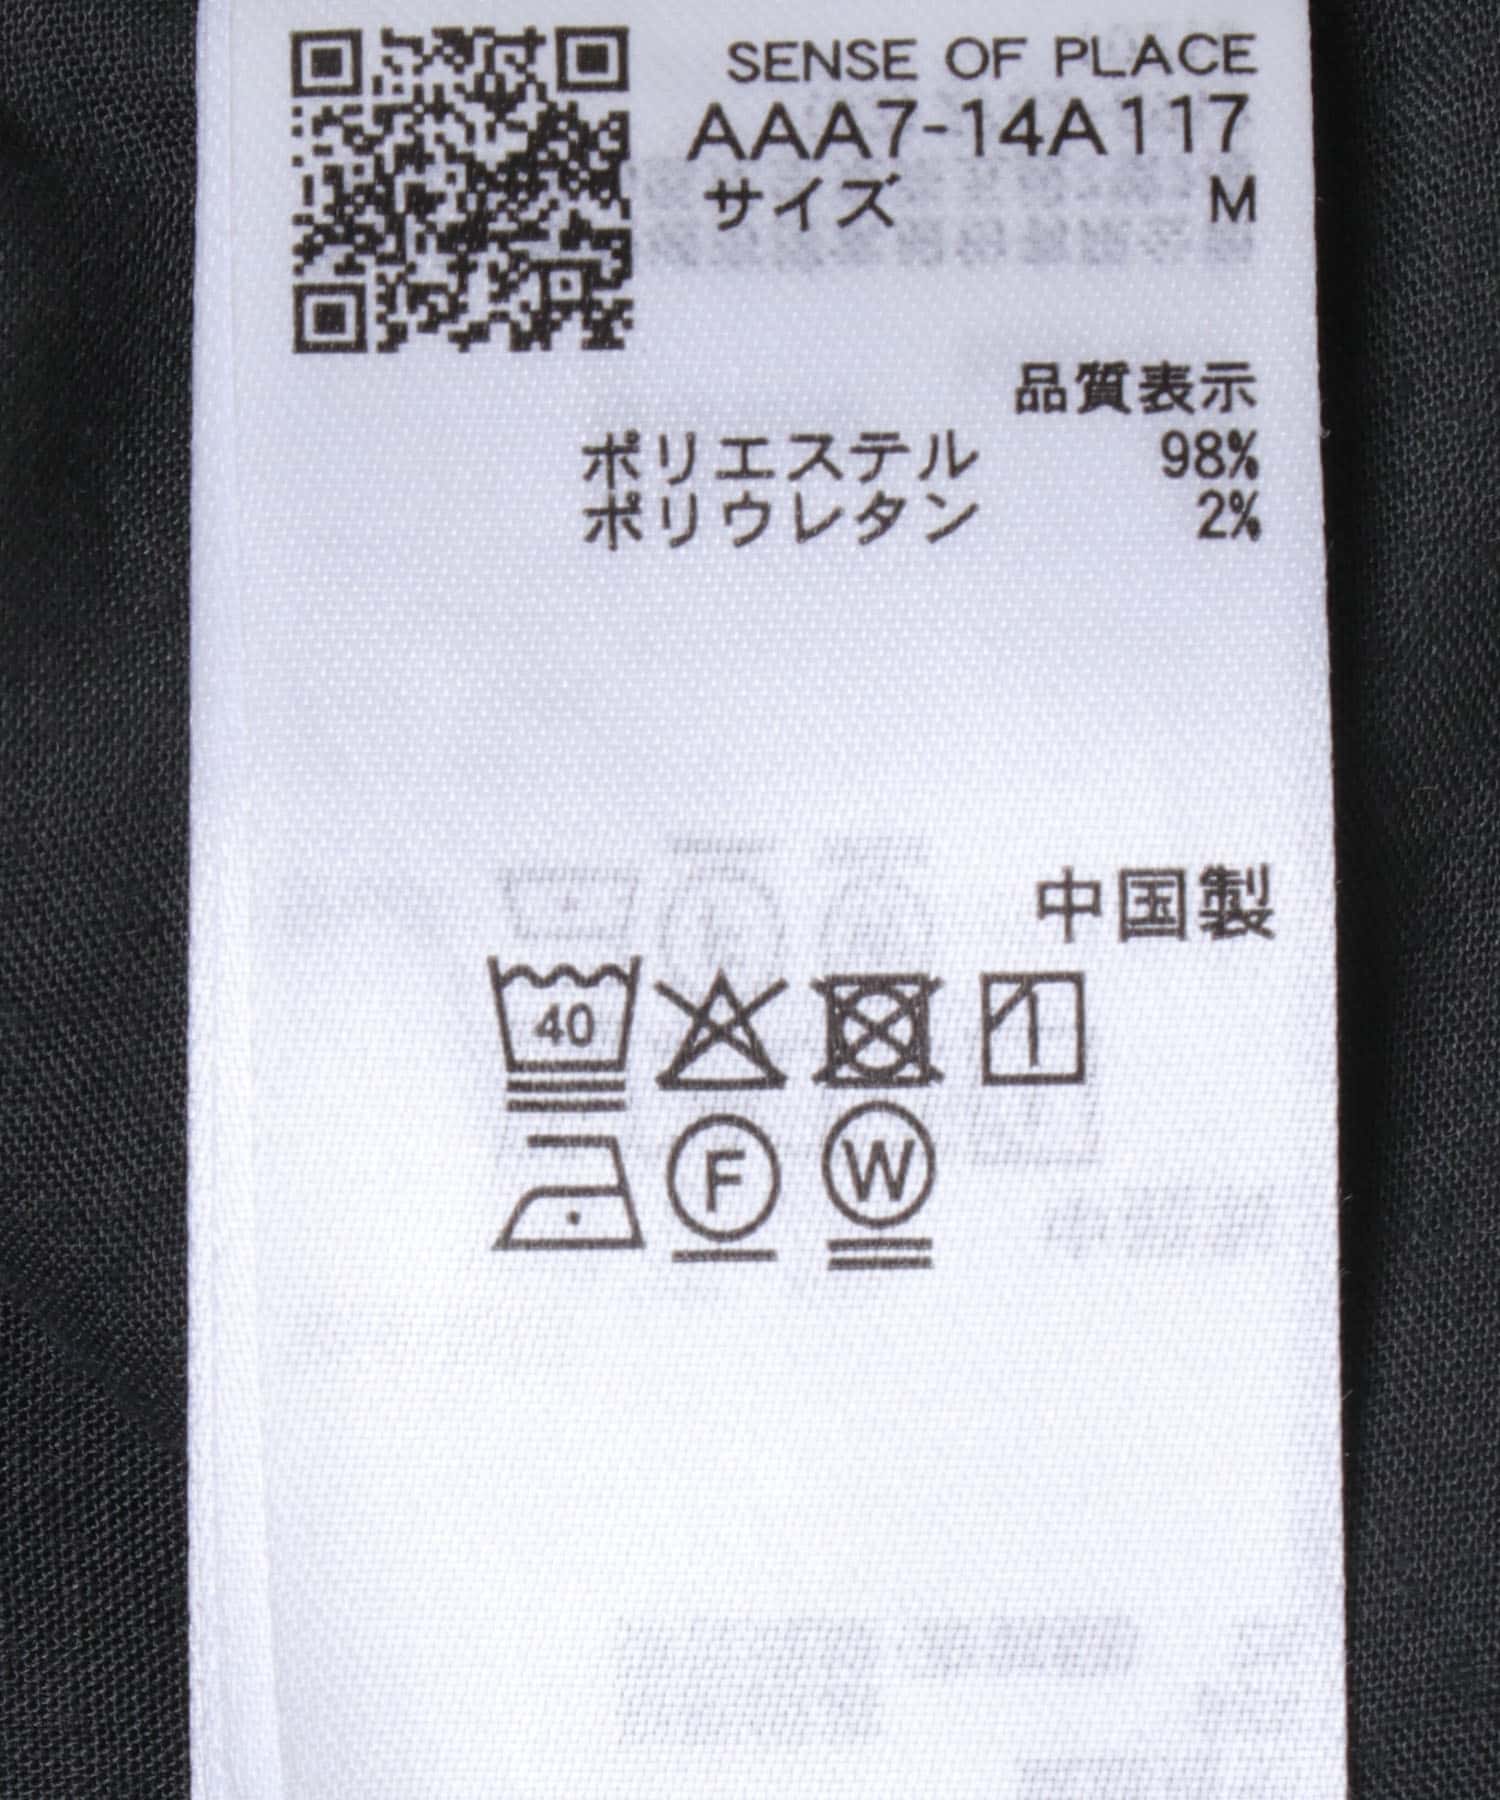 SENSE OF PLACE
AAA7-14A117
サイズ M
品質表示
ポリエステル 98%
ポリウレタン 2%
中国製
40
F W